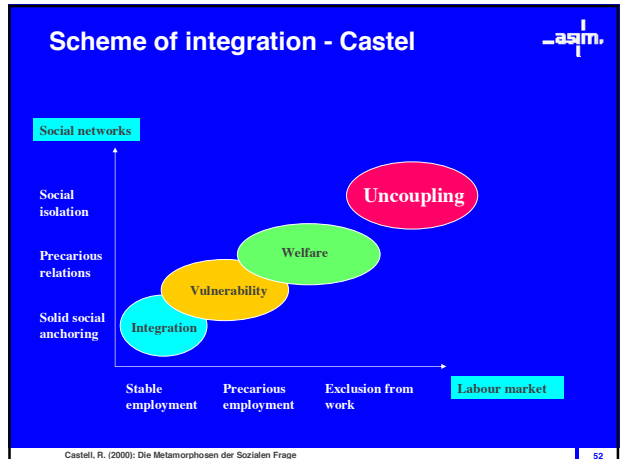 Scheme of integration - Castel
asim.
Social networks
Social
isolation
Uncoupling
Precarious
relations
Welfare
Vulnerability
Solid social
anchoring
Integration
Stable
employment
Precarious
employment
Exclusion from
work
Labour market
Castell, R. (2000): Die Metamorphosen der Sozialen Frage
52